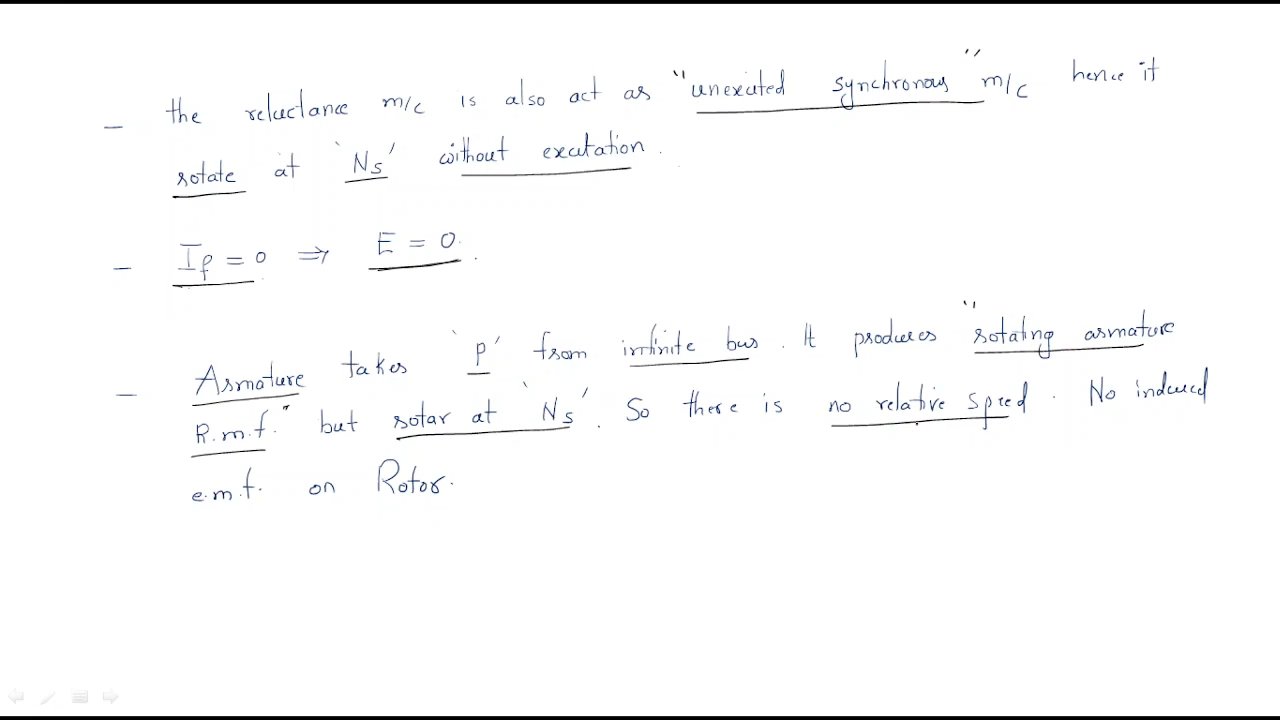 – the reluctance m/c is also act as "unexcited synchronous" m/c hence it
rotate at 'Ns' without excitation.
– If = 0 ⇒ E = 0.
– Armature takes 'P' from infinite bus. It produces "rotating armature
R.m.f." but rotar at 'Ns'. So there is no relative speed. No induced
e.m.f. on Rotor.